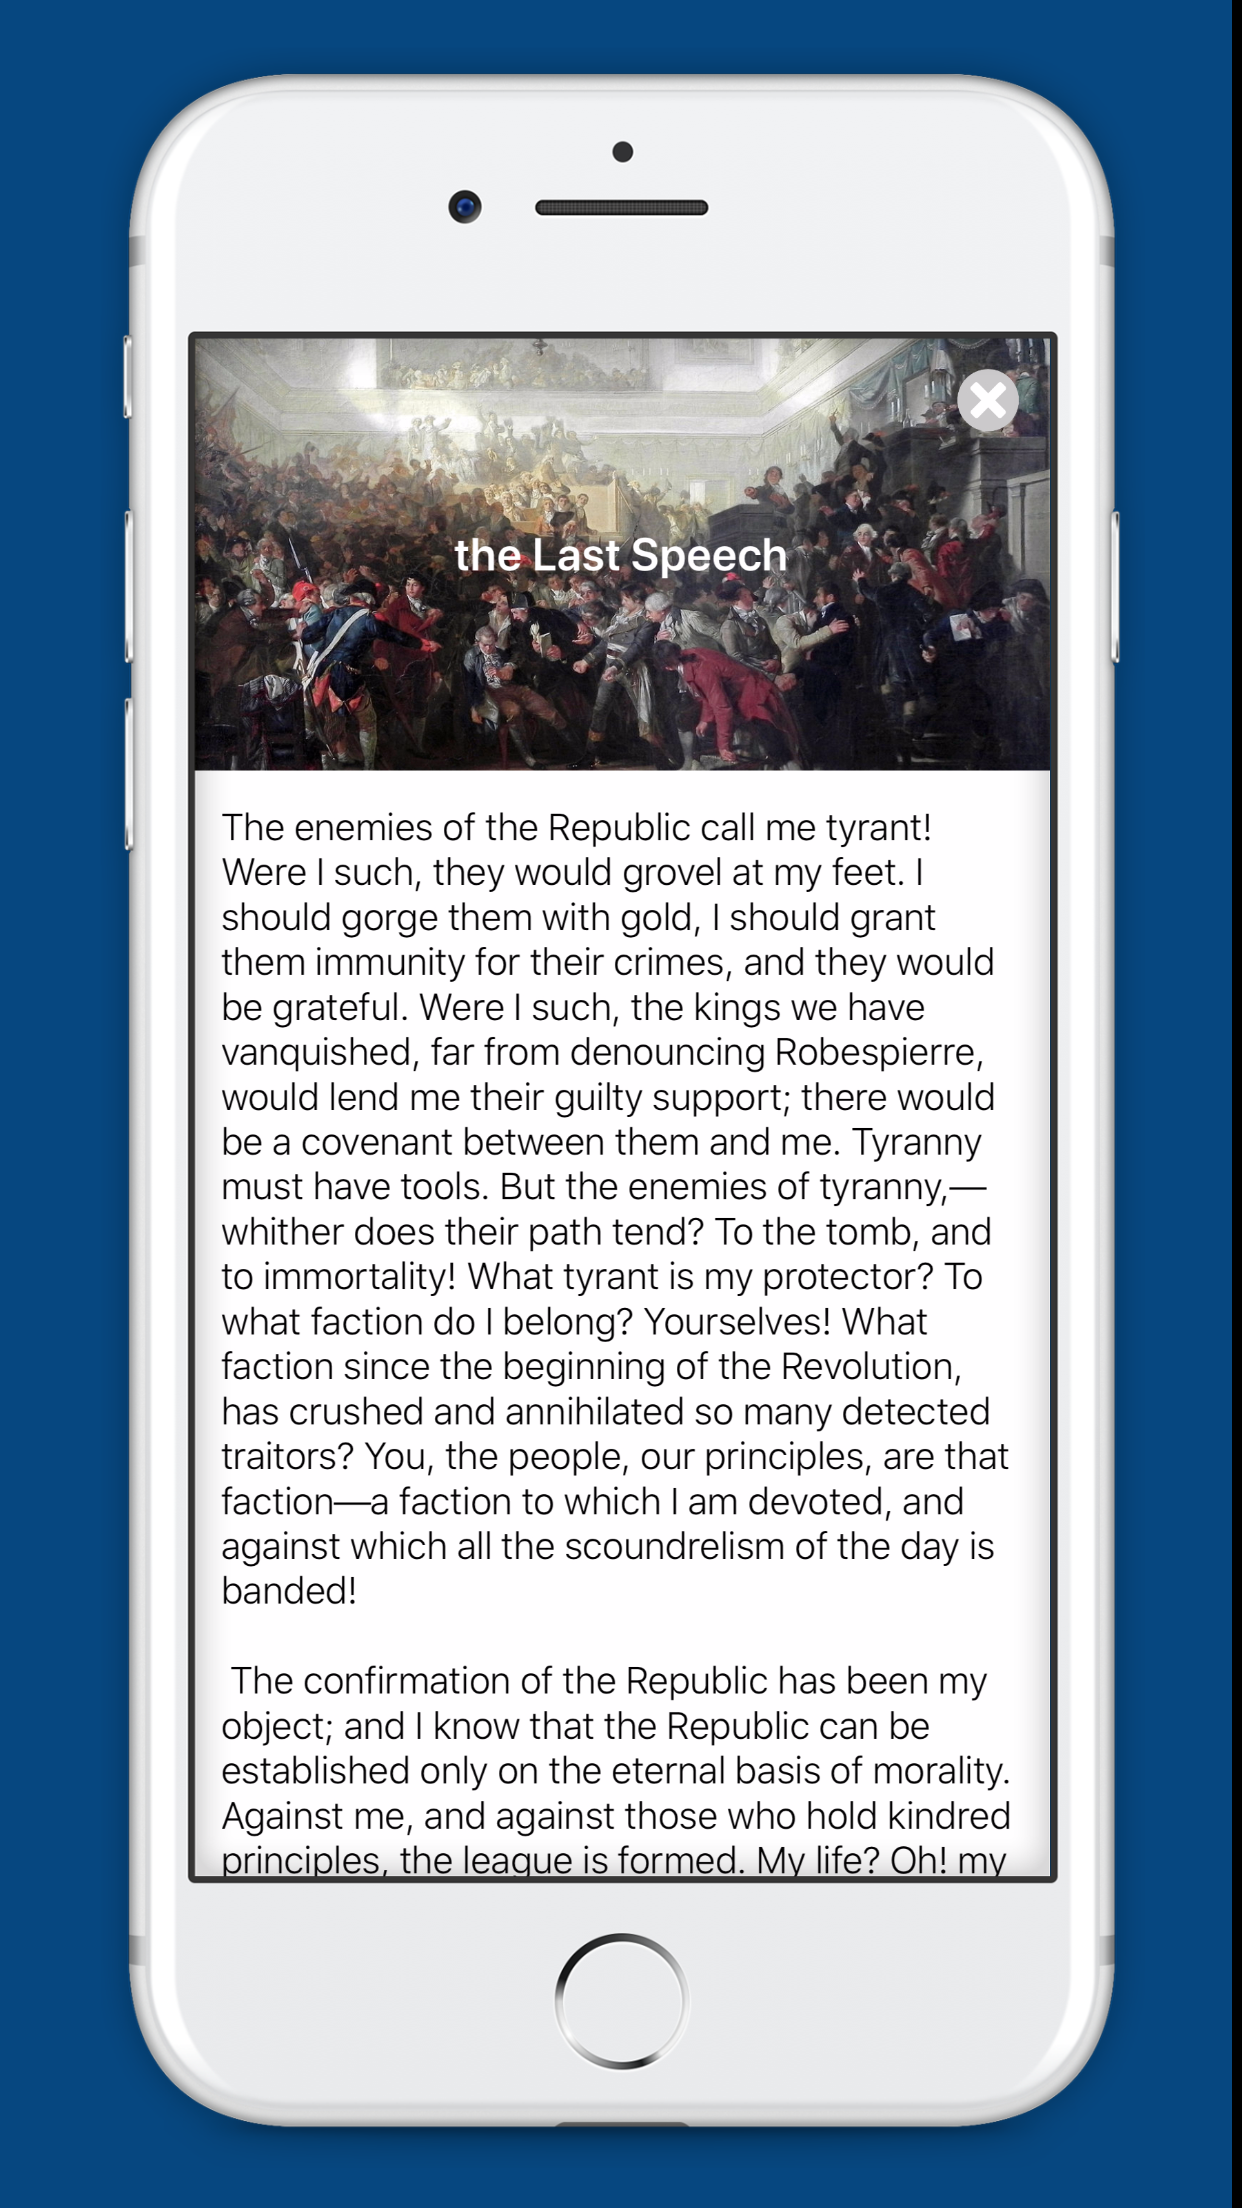 the Last Speech
The enemies of the Republic call me tyrant!
Were I such, they would grovel at my feet. I
should gorge them with gold, I should grant
them immunity for their crimes, and they would
be grateful. Were I such, the kings we have
vanquished, far from denouncing Robespierre,
would lend me their guilty support; there would
be a covenant between them and me. Tyranny
must have tools. But the enemies of tyranny,—
whither does their path tend? To the tomb, and
to immortality! What tyrant is my protector? To
what faction do I belong? Yourselves! What
faction since the beginning of the Revolution,
has crushed and annihilated so many detected
traitors? You, the people, our principles, are that
faction—a faction to which I am devoted, and
against which all the scoundrelism of the day is
banded!
The confirmation of the Republic has been my
object; and I know that the Republic can be
established only on the eternal basis of morality.
Against me, and against those who hold kindred
principles, the league is formed. My life? Oh! my